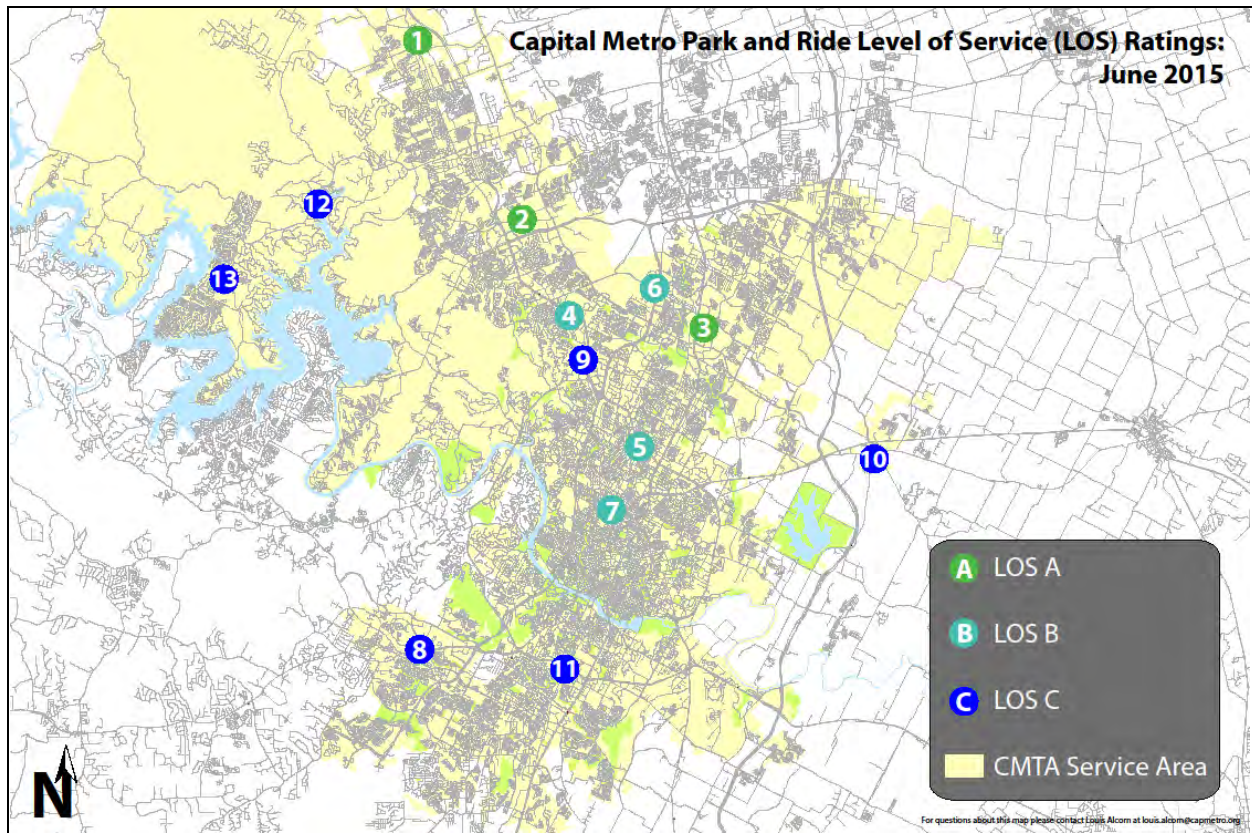 Capital Metro Park and Ride Level of Service (LOS) Ratings:
June 2015
1
12
2
13
6
4
3
9
5
10
7
8
11
A LOS A
B LOS B
C LOS C
CMTA Service Area
N
For questions about this map please contact Louis Alcorn at louis.alcorn@capmetro.org